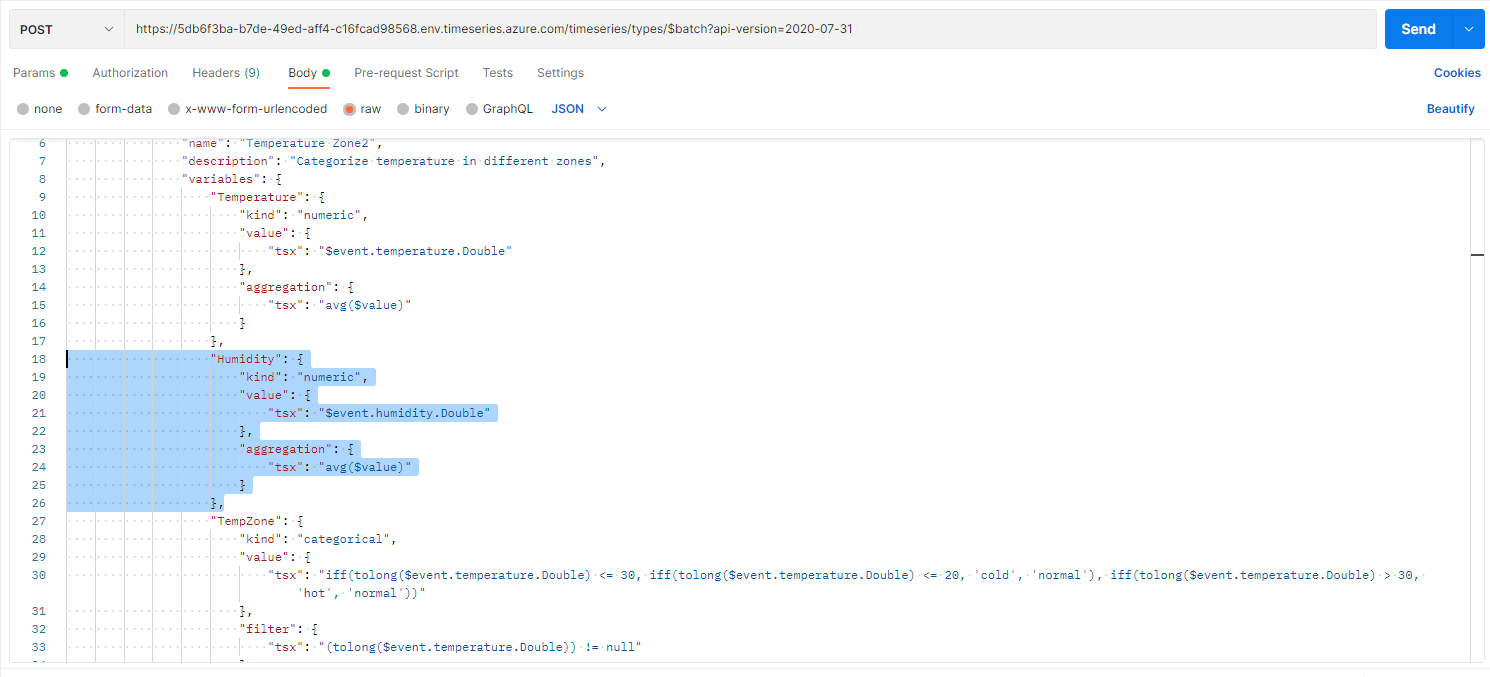 POST https://5db6f3ba-b7de-49ed-aff4-c16fcad98568.env.timeseries.azure.com/timeseries/types/$batch?api-version=2020-07-31 Send
Params Authorization Headers (9) Body Pre-request Script Tests Settings Cookies
none form-data x-www-form-urlencoded raw binary GraphQL JSON Beautify
6 "name": "Temperature Zone2",
7 "description": "Categorize temperature in different zones",
8 "variables": {
9 "Temperature": {
10 "kind": "numeric",
11 "value": {
12 "tsx": "$event.temperature.Double"
13 },
14 "aggregation": {
15 "tsx": "avg($value)"
16 }
17 },
18 "Humidity": {
19 "kind": "numeric",
20 "value": {
21 "tsx": "$event.humidity.Double"
22 },
23 "aggregation": {
24 "tsx": "avg($value)"
25 }
26 },
27 "TempZone": {
28 "kind": "categorical",
29 "value": {
30 "tsx": "iff(tolong($event.temperature.Double) <= 30, iff(tolong($event.temperature.Double) <= 20, 'cold', 'normal'), iff(tolong($event.temperature.Double) > 30,
'hot', 'normal'))"
31 },
32 "filter": {
33 "tsx": "(tolong($event.temperature.Double)) != null"